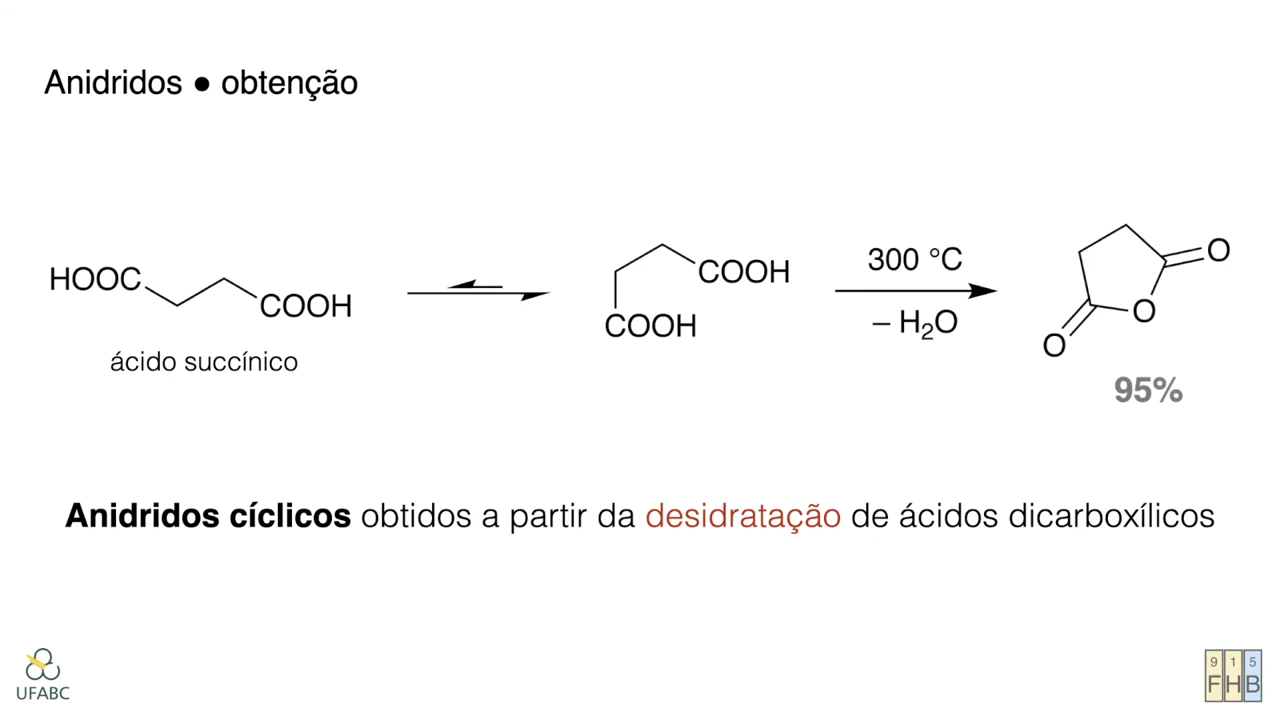 Anidridos ● obtenção
HOOC
COOH
ácido succínico
COOH
COOH
300 °C
– H₂O
O
O
O
95%
Anidridos cíclicos obtidos a partir da desidratação de ácidos dicarboxílicos
UFABC
9 1 5
F H B